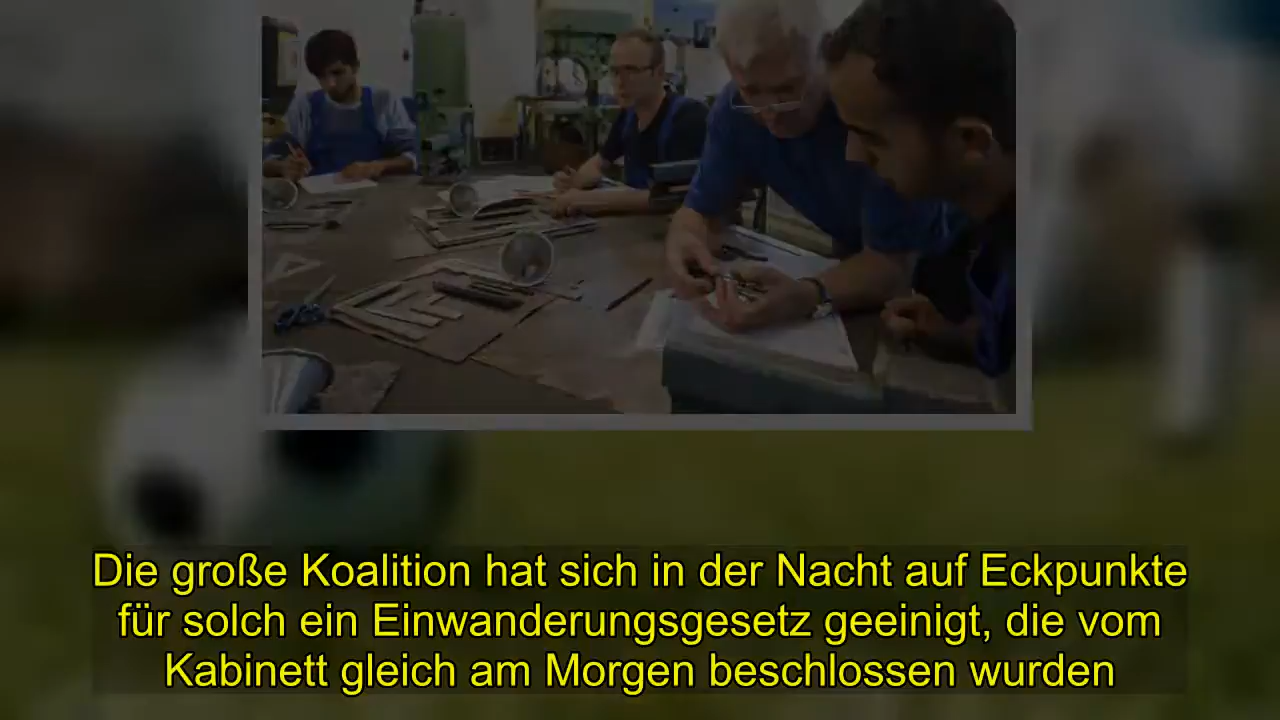 Die große Koalition hat sich in der Nacht auf Eckpunkte
für solch ein Einwanderungsgesetz geeinigt, die vom
Kabinett gleich am Morgen beschlossen wurden